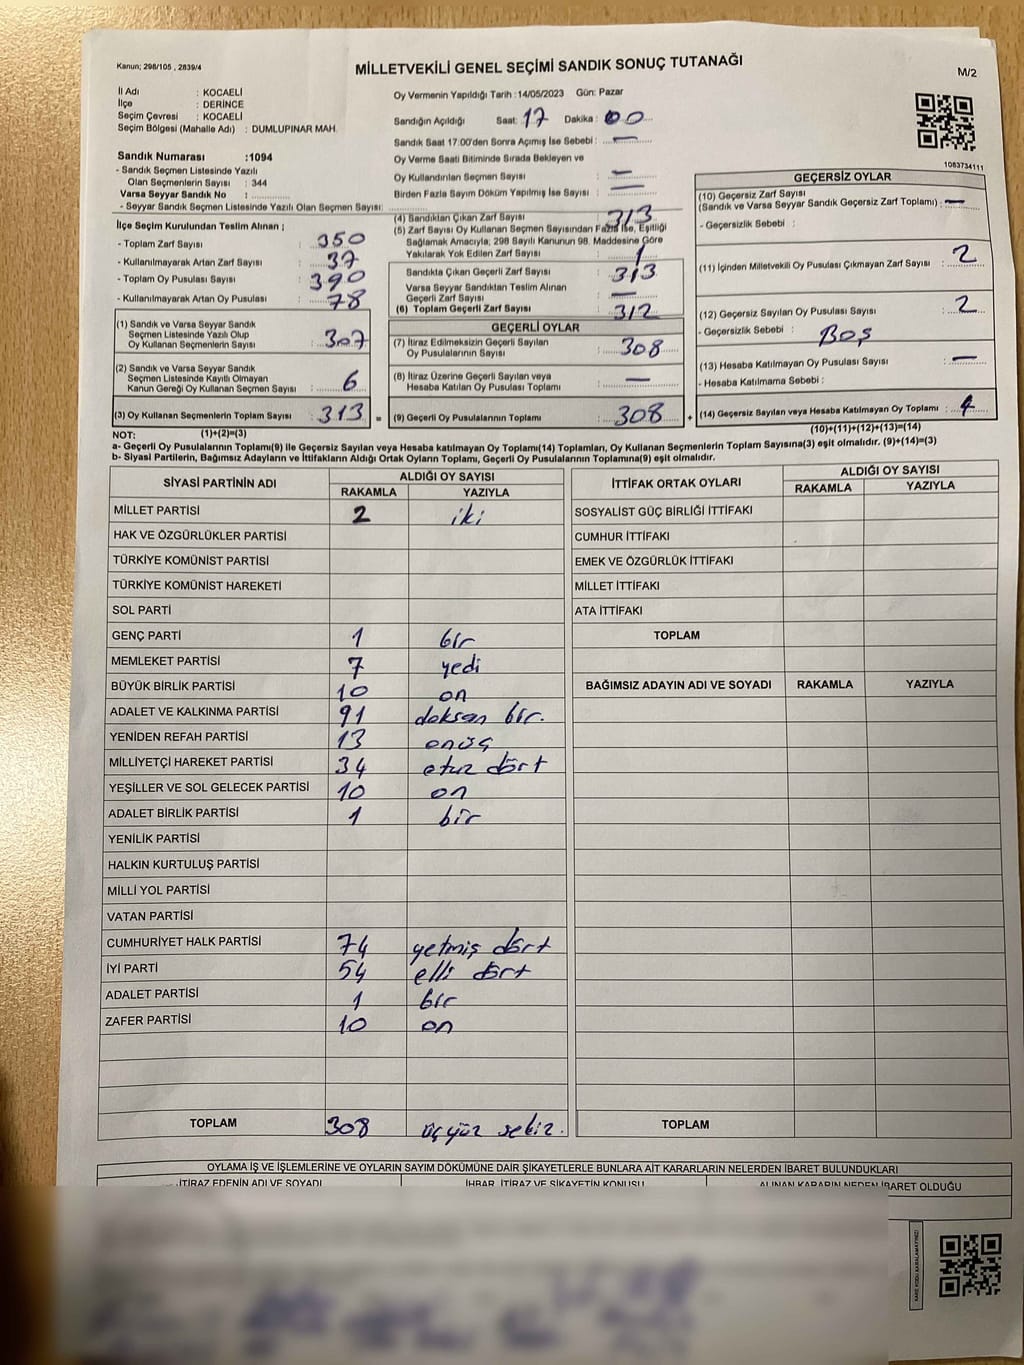 Kanun; 298/105 , 2839/4
MİLLETVEKİLİ GENEL SEÇİMİ SANDIK SONUÇ TUTANAĞI
M/2
İl Adı : KOCAELİ
İlçe : DERİNCE
Seçim Çevresi : KOCAELİ
Seçim Bölgesi (Mahalle Adı) : DUMLUPINAR MAH.
Sandık Numarası :1094
- Sandık Seçmen Listesinde Yazılı
Olan Seçmenlerin Sayısı : 344
Varsa Seyyar Sandık No :
- Seyyar Sandık Seçmen Listesinde Yazılı Olan Seçmen Sayısı:
Oy Vermenin Yapıldığı Tarih :14/05/2023 Gün: Pazar
Sandığın Açıldığı Saat: 17 Dakika : 00
Sandık Saat 17:00'den Sonra Açımış İse Sebebi : —
Oy Verme Saati Bitiminde Sırada Bekleyen ve
Oy Kullandırılan Seçmen Sayısı : —
Birden Fazla Sayım Döküm Yapılmış İse Sayısı : —
1083734111
İlçe Seçim Kurulundan Teslim Alınan ;
- Toplam Zarf Sayısı : 350
- Kullanılmayarak Artan Zarf Sayısı : 37
- Toplam Oy Pusulası Sayısı : 390
- Kullanılmayarak Artan Oy Pusulası : 78
(1) Sandık ve Varsa Seyyar Sandık
Seçmen Listesinde Yazılı Olup
Oy Kullanan Seçmenlerin Sayısı : 307
(2) Sandık ve Varsa Seyyar Sandık
Seçmen Listesinde Kayıtlı Olmayan
Kanun Gereği Oy Kullanan Seçmen Sayısı : 6
(3) Oy Kullanan Seçmenlerin Toplam Sayısı : 313 =
(1)+(2)=(3)
(4) Sandıktan Çıkan Zarf Sayısı : 313
(5) Zarf Sayısı Oy Kullanan Seçmen Sayısından Fazla İse, Eşitliği
Sağlamak Amacıyla; 298 Sayılı Kanunun 98. Maddesine Göre
Yakılarak Yok Edilen Zarf Sayısı : 1
Sandıkta Çıkan Geçerli Zarf Sayısı : 313
Varsa Seyyar Sandıktan Teslim Alınan
Geçerli Zarf Sayısı : —
(6) Toplam Geçerli Zarf Sayısı : 312
GEÇERLİ OYLAR
(7) İtiraz Edilmeksizin Geçerli Sayılan
Oy Pusulalarının Sayısı : 308
(8) İtiraz Üzerine Geçerli Sayılan veya
Hesaba Katılan Oy Pusulası Toplamı : —
(9) Geçerli Oy Pusulalarının Toplamı : 308 +
GEÇERSİZ OYLAR
(10) Geçersiz Zarf Sayısı
(Sandık ve Varsa Seyyar Sandık Geçersiz Zarf Toplamı) : —
- Geçersizlik Sebebi :
(11) İçinden Milletvekili Oy Pusulası Çıkmayan Zarf Sayısı : 2
(12) Geçersiz Sayılan Oy Pusulası Sayısı : 2
- Geçersizlik Sebebi : BOŞ
(13) Hesaba Katılmayan Oy Pusulası Sayısı : —
- Hesaba Katılmama Sebebi :
(14) Geçersiz Sayılan veya Hesaba Katılmayan Oy Toplamı : 4
(10)+(11)+(12)+(13)=(14)
NOT:
a- Geçerli Oy Pusulalarının Toplamı(9) ile Geçersiz Sayılan veya Hesaba katılmayan Oy Toplamı(14) Toplamları, Oy Kullanan Seçmenlerin Toplam Sayısına(3) eşit olmalıdır. (9)+(14)=(3)
b- Siyasi Partilerin, Bağımsız Adayların ve İttifakların Aldığı Ortak Oyların Toplamı, Geçerli Oy Pusulalarının Toplamına(9) eşit olmalıdır.
SİYASİ PARTİNİN ADI ALDIĞI OY SAYISI
RAKAMLA YAZIYLA
MİLLET PARTİSİ 2 iki
HAK VE ÖZGÜRLÜKLER PARTİSİ
TÜRKİYE KOMÜNİST PARTİSİ
TÜRKİYE KOMÜNİST HAREKETİ
SOL PARTİ
GENÇ PARTİ 1 bir
MEMLEKET PARTİSİ 7 yedi
BÜYÜK BİRLİK PARTİSİ 10 on
ADALET VE KALKINMA PARTİSİ 91 doksan bir.
YENİDEN REFAH PARTİSİ 13 onüç
MİLLİYETÇİ HAREKET PARTİSİ 34 otuz dört
YEŞİLLER VE SOL GELECEK PARTİSİ 10 on
ADALET BİRLİK PARTİSİ 1 bir
YENİLİK PARTİSİ
HALKIN KURTULUŞ PARTİSİ
MİLLİ YOL PARTİSİ
VATAN PARTİSİ
CUMHURİYET HALK PARTİSİ 74 yetmiş dört
İYİ PARTİ 54 elli dört
ADALET PARTİSİ 1 bir
ZAFER PARTİSİ 10 on
TOPLAM 308 üçyüz sekiz.
İTTİFAK ORTAK OYLARI ALDIĞI OY SAYISI
RAKAMLA YAZIYLA
SOSYALİST GÜÇ BİRLİĞİ İTTİFAKI
CUMHUR İTTİFAKI
EMEK VE ÖZGÜRLÜK İTTİFAKI
MİLLET İTTİFAKI
ATA İTTİFAKI
TOPLAM
BAĞIMSIZ ADAYIN ADI VE SOYADI RAKAMLA YAZIYLA
TOPLAM
OYLAMA İŞ VE İŞLEMLERİNE VE OYLARIN SAYIM DÖKÜMÜNE DAİR ŞİKAYETLERLE BUNLARA AİT KARARLARIN NELERDEN İBARET BULUNDUKLARI
İTİRAZ EDENİN ADI VE SOYADI İHBAR, İTİRAZ VE ŞİKAYETİN KONUSU ALINAN KARARIN NEDEN İBARET OLDUĞU
KARE KODU KARALAMAYINIZ!